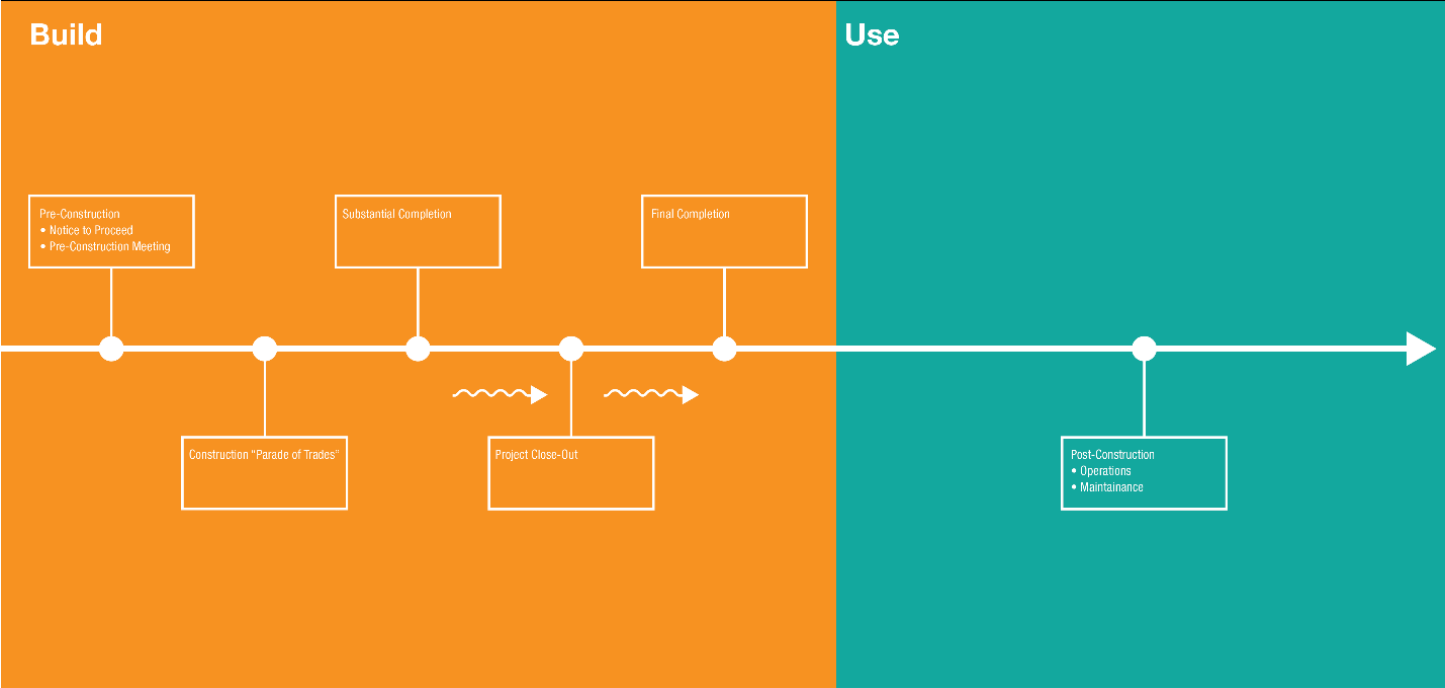 Build
Use
Pre-Construction
• Notice to Proceed
• Pre-Construction Meeting
Substantial Completion
Final Completion
Construction "Parade of Trades"
Project Close-Out
Post-Construction
• Operations
• Maintainance